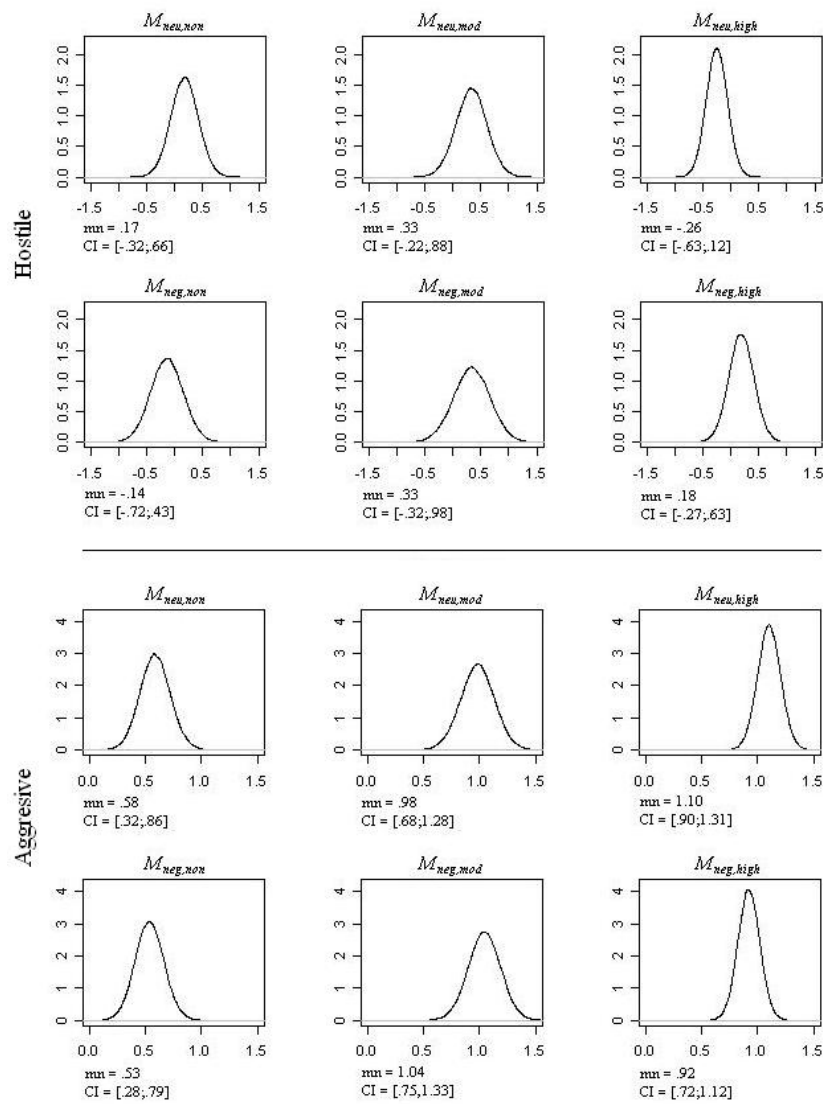 Hostile
M_neu,non M_neu,mod M_neu,high
0.0 0.5 1.0 1.5 2.0
-1.5 -0.5 0.5 1.5
mn = .17
CI = [-.32;.66]
0.0 0.5 1.0 1.5 2.0
-1.5 -0.5 0.5 1.5
mn = .33
CI = [-.22;.88]
0.0 0.5 1.0 1.5 2.0
-1.5 -0.5 0.5 1.5
mn = -.26
CI = [-.63;.12]
M_neg,non M_neg,mod M_neg,high
0.0 0.5 1.0 1.5 2.0
-1.5 -0.5 0.5 1.5
mn = -.14
CI = [-.72;.43]
0.0 0.5 1.0 1.5 2.0
-1.5 -0.5 0.5 1.5
mn = .33
CI = [-.32;.98]
0.0 0.5 1.0 1.5 2.0
-1.5 -0.5 0.5 1.5
mn = .18
CI = [-.27;.63]
Aggresive
M_neu,non M_neu,mod M_neu,high
0 1 2 3 4
0.0 0.5 1.0 1.5
mn = .58
CI = [.32;.86]
0 1 2 3 4
0.0 0.5 1.0 1.5
mn = .98
CI = [.68;1.28]
0 1 2 3 4
0.0 0.5 1.0 1.5
mn = 1.10
CI = [.90;1.31]
M_neg,non M_neg,mod M_neg,high
0 1 2 3 4
0.0 0.5 1.0 1.5
mn = .53
CI = [.28;.79]
0 1 2 3 4
0.0 0.5 1.0 1.5
mn = 1.04
CI = [.75,1.33]
0 1 2 3 4
0.0 0.5 1.0 1.5
mn = .92
CI = [.72;1.12]